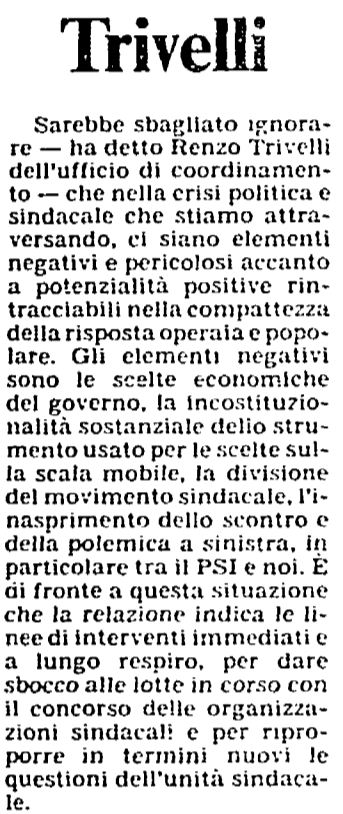 Trivelli
Sarebbe sbagliato ignora-
re — ha detto Renzo Trivelli
dell'ufficio di coordinamen-
to — che nella crisi politica e
sindacale che stiamo attra-
versando, ci siano elementi
negativi e pericolosi accanto
a potenzialità positive rin-
tracciabili nella compattezza
della risposta operaia e popo-
lare. Gli elementi negativi
sono le scelte economiche
del governo, la incostituzio-
nalità sostanziale dello stru-
mento usato per le scelte sul-
la scala mobile, la divisione
del movimento sindacale, l'i-
nasprimento dello scontro e
della polemica a sinistra, in
particolare tra il PSI e noi. È
di fronte a questa situazione
che la relazione indica le li-
nee di interventi immediati e
a lungo respiro, per dare
sbocco alle lotte in corso con
il concorso delle organizza-
zioni sindacali e per ripro-
porre in termini nuovi le
questioni dell'unità sindaca-
le.